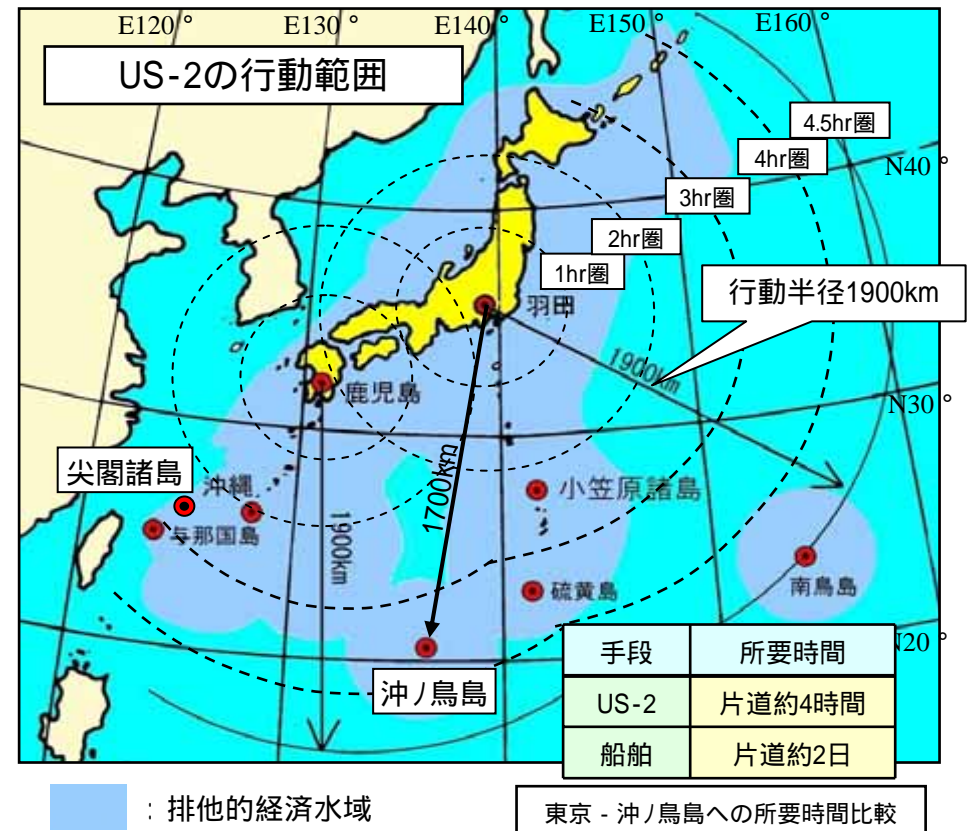 E120°
E130°
E140°
E150°
E160°
US-2の行動範囲
4.5hr圏
4hr圏
N40°
3hr圏
2hr圏
1hr圏
行動半径1900km
羽田
1900km
鹿児島
N30°
尖閣諸島
沖縄
1700km
小笠原諸島
与那国島
1900km
硫黄島
南鳥島
N20°
沖ノ鳥島
手段 所要時間
US-2 片道約4時間
船舶 片道約2日
: 排他的経済水域
東京 - 沖ノ鳥島への所要時間比較